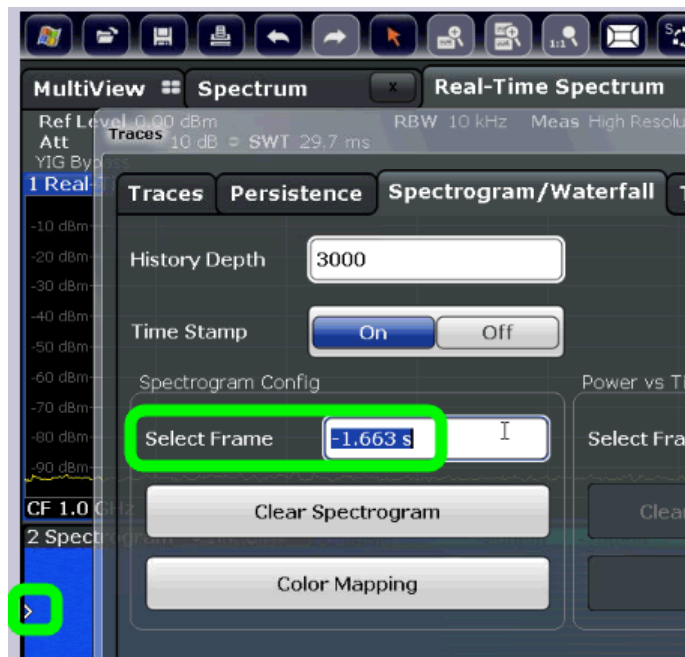 MultiView Spectrum x Real-Time Spectrum
Ref Level 0.00 dBm RBW 10 kHz Meas High Resolu
Traces
Att 10 dB SWT 29.7 ms
YIG Bypass
1 Real-
Traces Persistence Spectrogram/Waterfall T
-10 dBm
-20 dBm
-30 dBm
-40 dBm
-50 dBm
-60 dBm
-70 dBm
-80 dBm
-90 dBm
History Depth 3000
Time Stamp On Off
Spectrogram Config Power vs Ti
Select Frame -1.663 s Select Fra
Clear Spectrogram Clear
CF 1.0 GHz
2 Spectrogram
Color Mapping
1:1